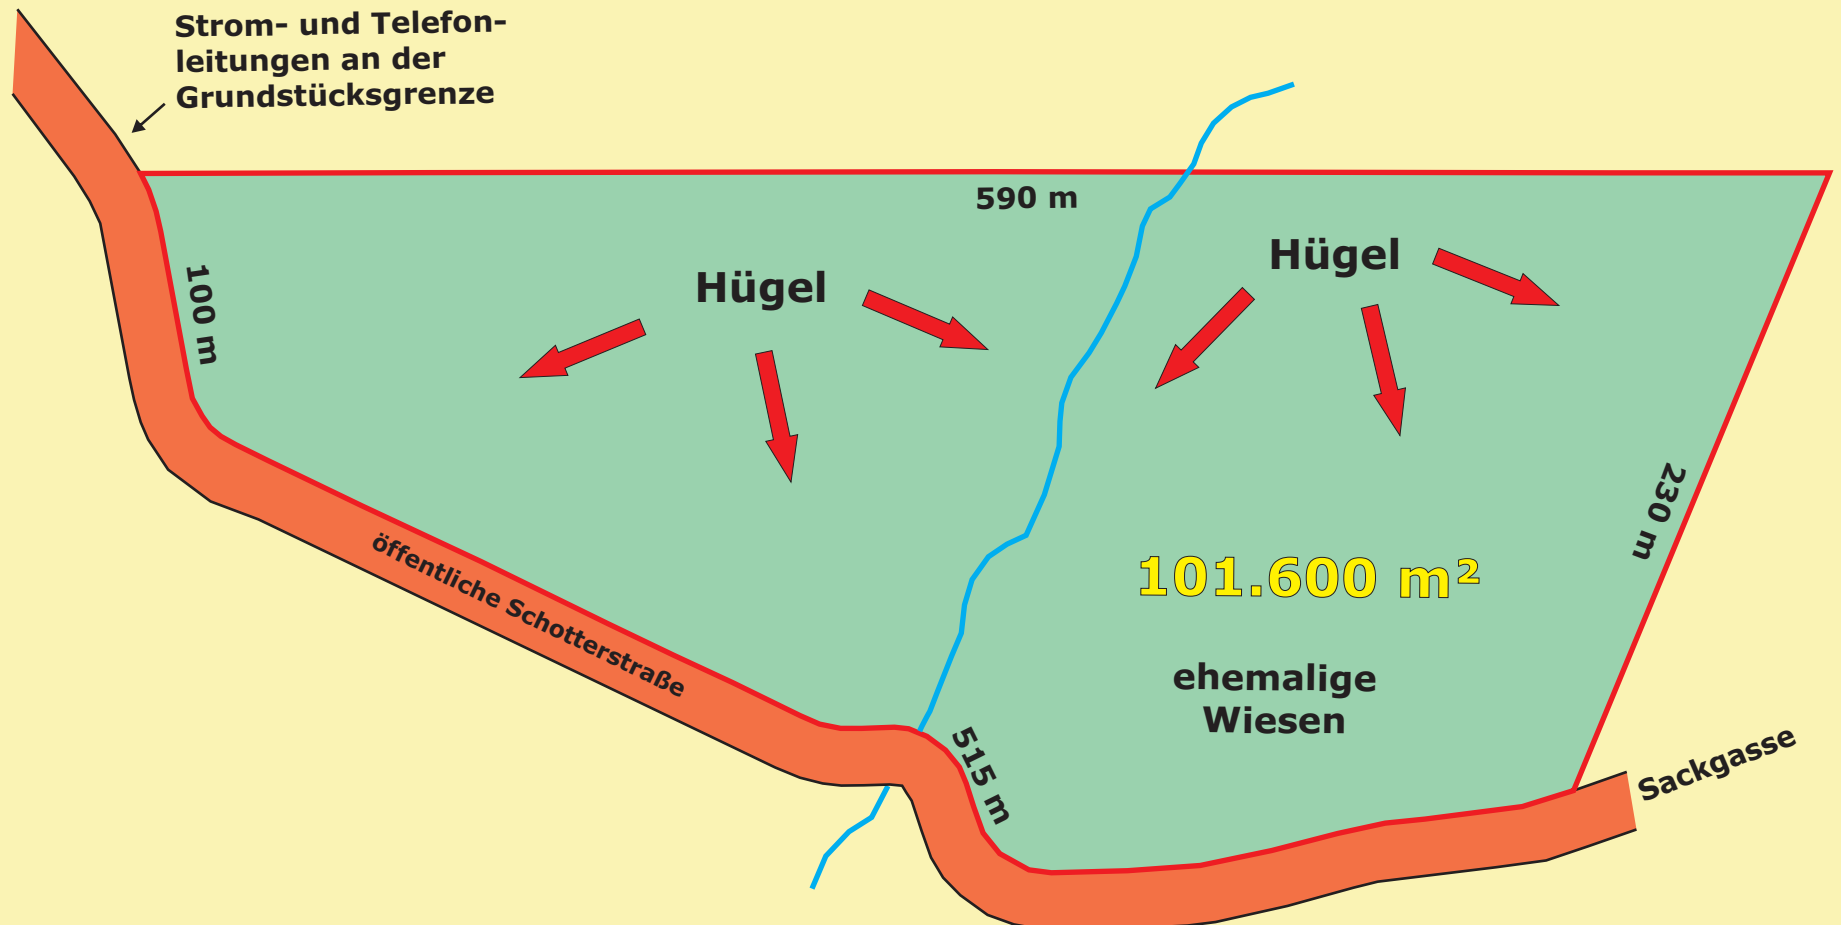 Strom- und Telefon-
leitungen an der
Grundstücksgrenze
590 m
Hügel
Hügel
100 m
230 m
öffentliche Schotterstraße
101.600 m²
ehemalige
Wiesen
515 m
Sackgasse